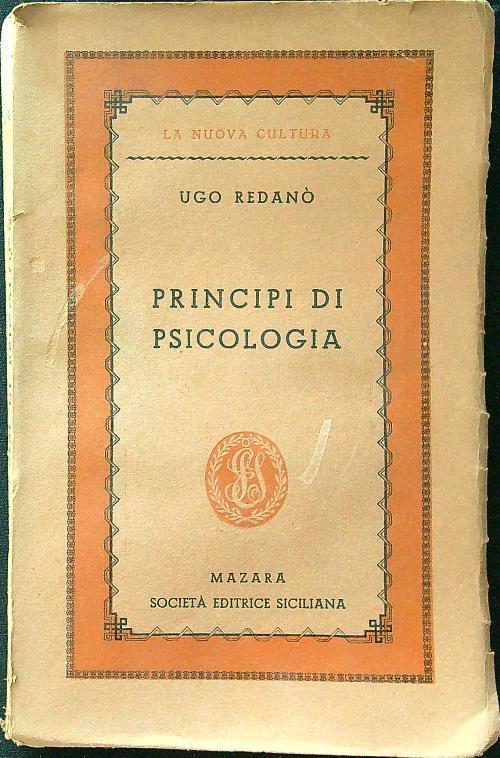 LA NUOVA CULTURA
UGO REDANÒ
PRINCIPI DI
PSICOLOGIA
MAZARA
SOCIETÀ EDITRICE SICILIANA